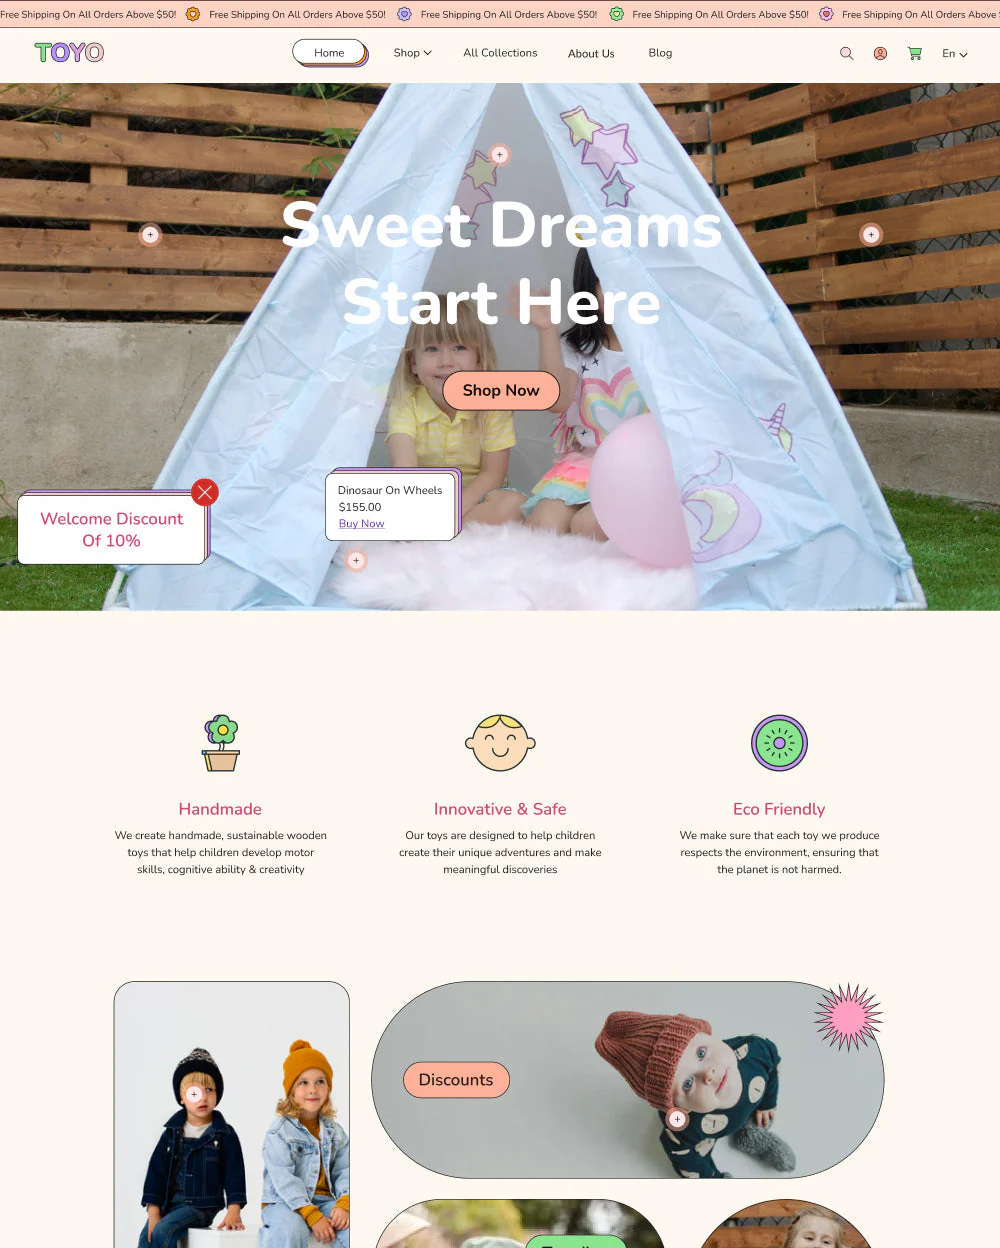 Free Shipping On All Orders Above $50! Free Shipping On All Orders Above $50! Free Shipping On All Orders Above $50! Free Shipping On All Orders Above $50! Free Shipping On All Orders Above
TOYO Home Shop All Collections About Us Blog En
Sweet Dreams
Start Here
Shop Now
Dinosaur On Wheels
$155.00
Buy Now
Welcome Discount
Of 10%
Handmade
We create handmade, sustainable wooden
toys that help children develop motor
skills, cognitive ability & creativity
Innovative & Safe
Our toys are designed to help children
create their unique adventures and make
meaningful discoveries
Eco Friendly
We make sure that each toy we produce
respects the environment, ensuring that
the planet is not harmed.
Discounts